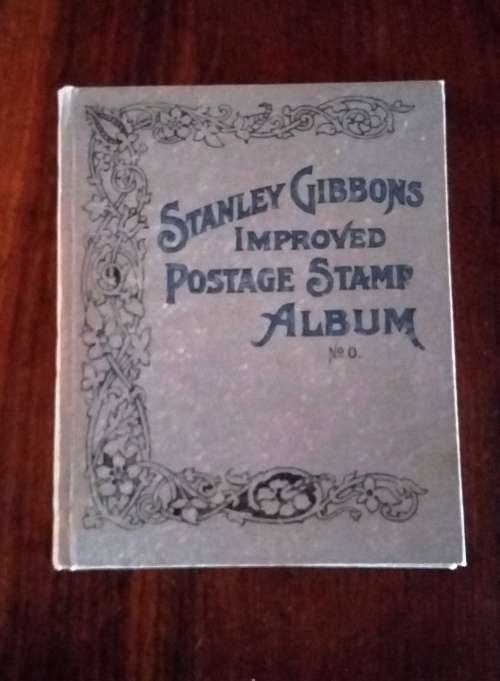 STANLEY GIBBONS
IMPROVED
POSTAGE STAMP
ALBUM
No. 0.